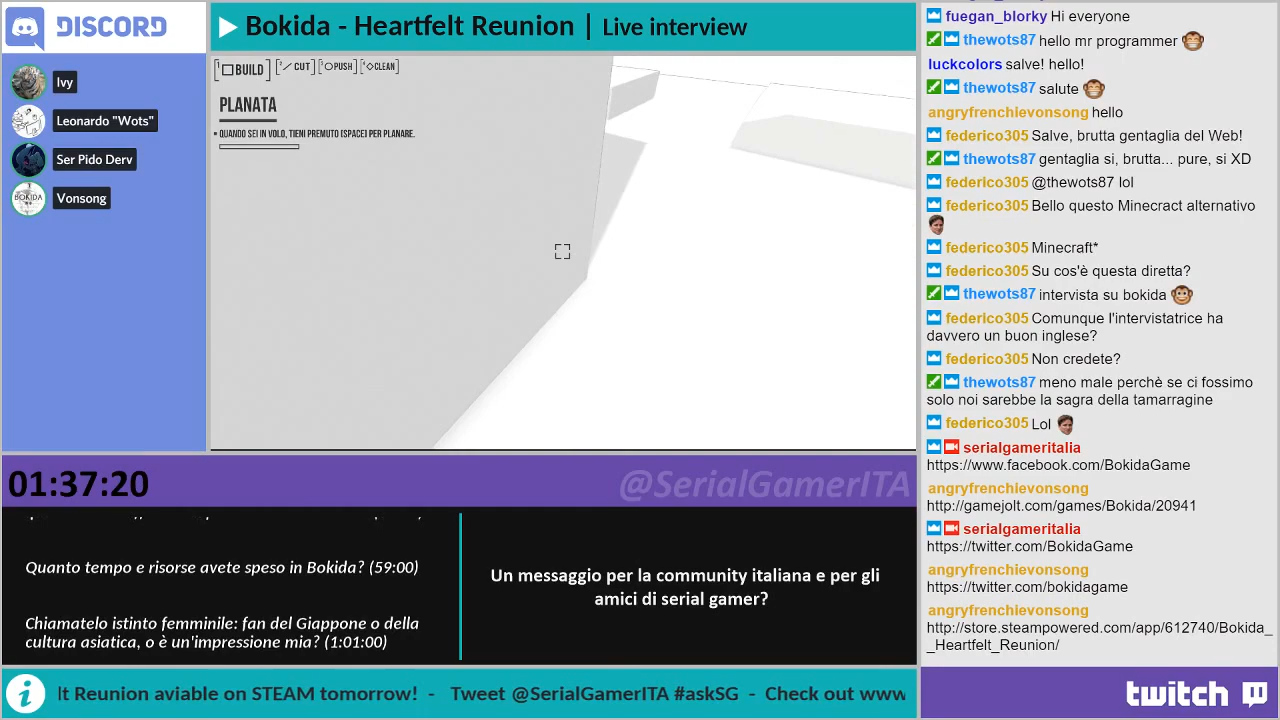 DISCORD
Ivy
Leonardo "Wots"
Ser Pido Derv
BOKIDA
Vonsong
Bokida - Heartfelt Reunion | Live interview
1 BUILD 2 CUT 3 PUSH 4 CLEAN
PLANATA
QUANDO SEI IN VOLO, TIENI PREMUTO [SPACE] PER PLANARE.
01:37:20
@SerialGamerITA
Quanto tempo e risorse avete speso in Bokida? (59:00)
Chiamatelo istinto femminile: fan del Giappone o della
cultura asiatica, o è un'impressione mia? (1:01:00)
Un messaggio per la community italiana e per gli
amici di serial gamer?
lt Reunion aviable on STEAM tomorrow! - Tweet @SerialGamerITA #askSG - Check out www
fuegan_blorky Hi everyone
thewots87 hello mr programmer
luckcolors salve! hello!
thewots87 salute
angryfrenchievonsong hello
federico305 Salve, brutta gentaglia del Web!
thewots87 gentaglia si, brutta... pure, si XD
federico305 @thewots87 lol
federico305 Bello questo Minecract alternativo
federico305 Minecraft*
federico305 Su cos'è questa diretta?
thewots87 intervista su bokida
federico305 Comunque l'intervistatrice ha
davvero un buon inglese?
federico305 Non credete?
thewots87 meno male perchè se ci fossimo
solo noi sarebbe la sagra della tamarragine
federico305 Lol
serialgameritalia
https://www.facebook.com/BokidaGame
angryfrenchievonsong
http://gamejolt.com/games/Bokida/20941
serialgameritalia
https://twitter.com/BokidaGame
angryfrenchievonsong
https://twitter.com/bokidagame
angryfrenchievonsong
http://store.steampowered.com/app/612740/Bokida_
_Heartfelt_Reunion/
twitch